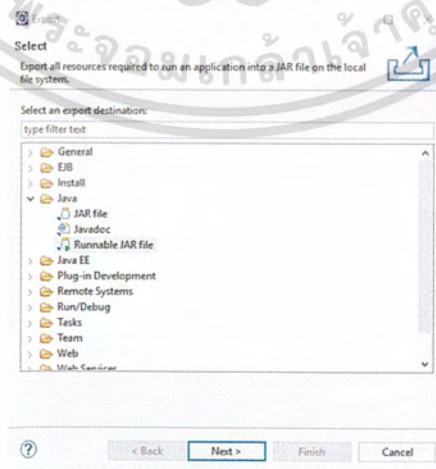 Export
Select
Export all resources required to run an application into a JAR file on the local
file system.
Select an export destination:
type filter text
General
EJB
Install
Java
JAR file
Javadoc
Runnable JAR file
Java EE
Plug-in Development
Remote Systems
Run/Debug
Tasks
Team
Web
Web Services
< Back
Next >
Finish
Cancel